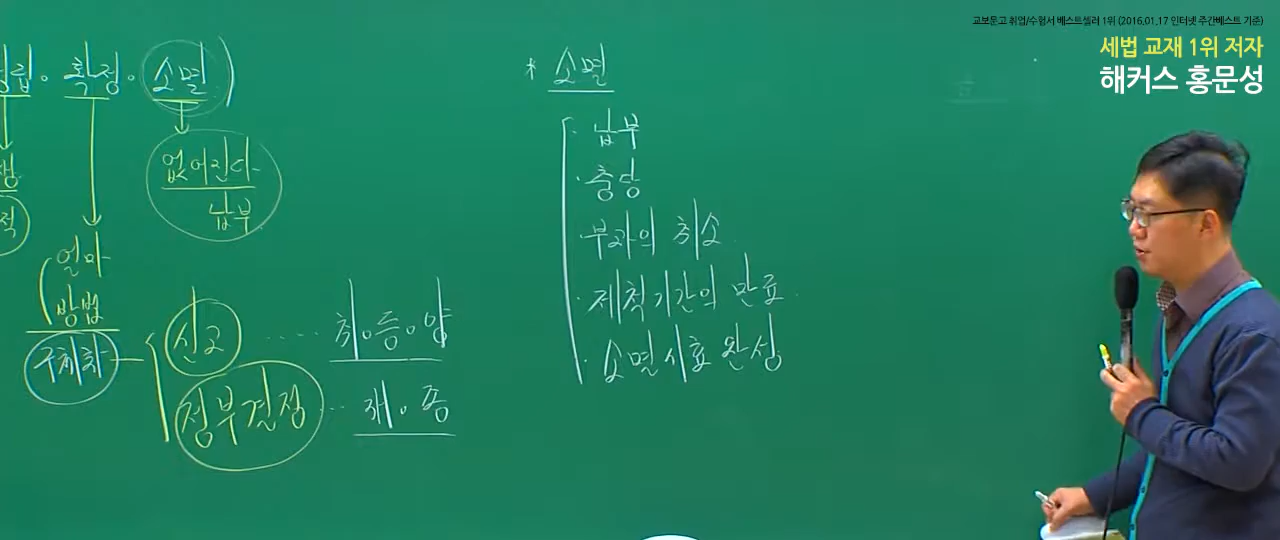 교보문고 취업/수험서 베스트셀러 1위 (2016.01.17 인터넷 주간베스트 기준)
세법 교재 1위 저자
해커스 홍문성
성립 · 확정 · 소멸)
없어진다
납부
얼마
방법
구체화
신고 ····· 취·등·양
정부결정 ··· 재·종
* 소멸
· 납부
· 충당
· 부과의 취소
· 제척기간의 만료
· 소멸시효 완성